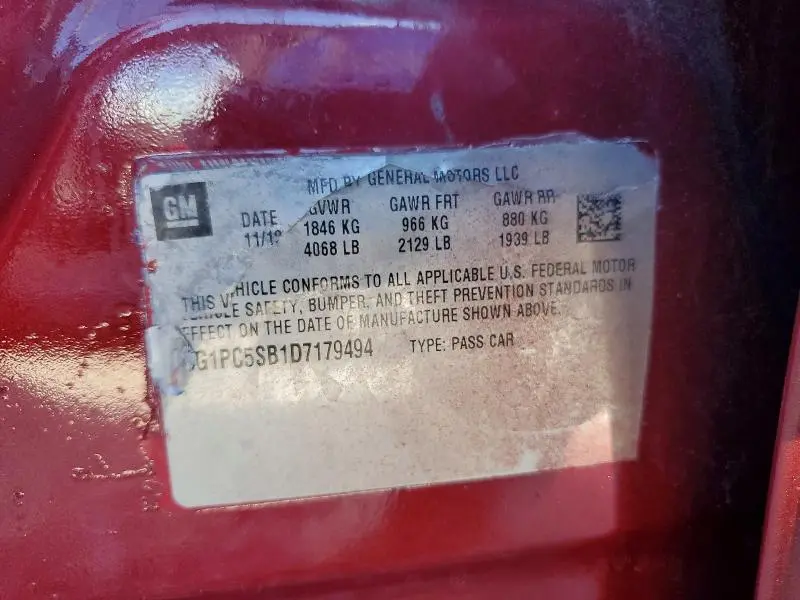 MFD BY GENERAL MOTORS LLC
GM
DATE GVWR GAWR FRT GAWR RR
11/1 1846 KG 966 KG 880 KG
4068 LB 2129 LB 1939 LB
THIS VEHICLE CONFORMS TO ALL APPLICABLE U.S. FEDERAL MOTOR
VEHICLE SAFETY, BUMPER, AND THEFT PREVENTION STANDARDS IN
EFFECT ON THE DATE OF MANUFACTURE SHOWN ABOVE.
G1PC5SB1D7179494 TYPE: PASS CAR